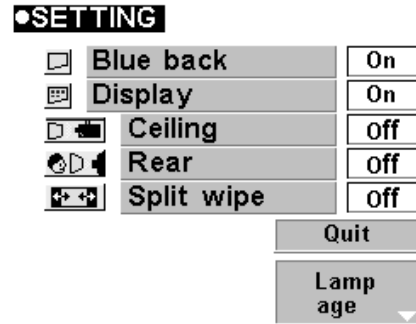 ●SETTING
Blue back On
Display On
Ceiling Off
Rear Off
Split wipe Off
Quit
Lamp
age